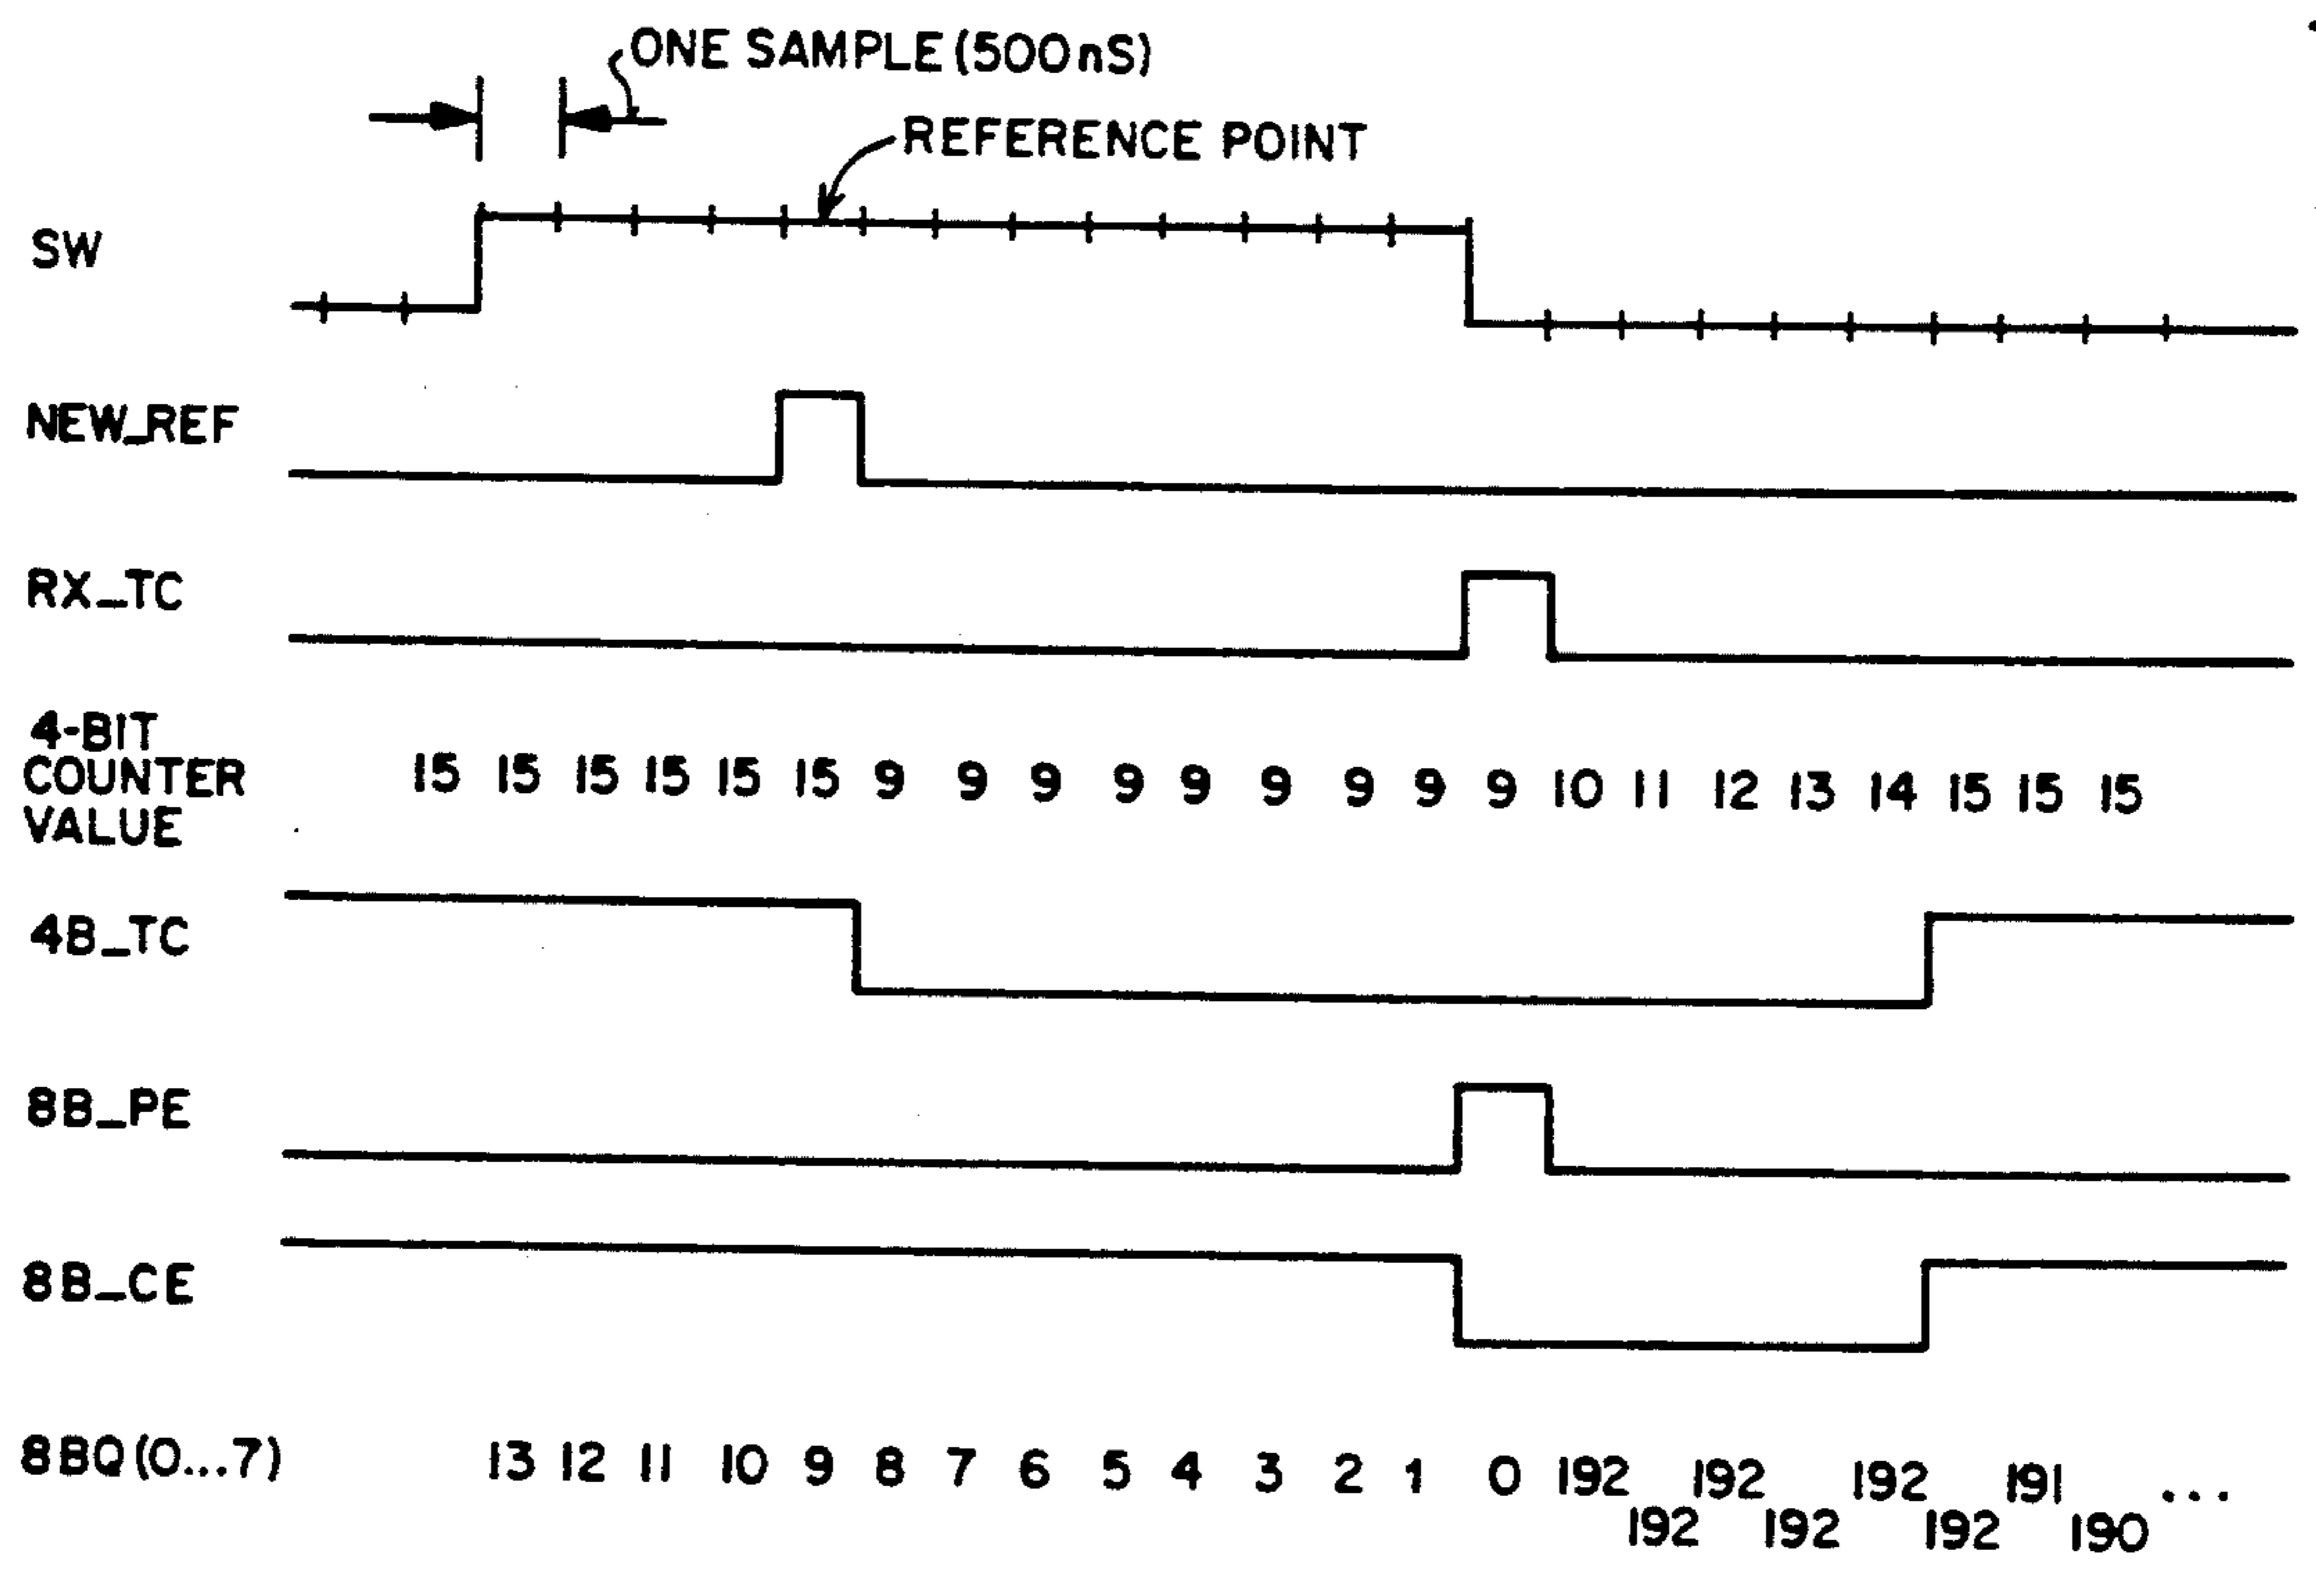 ONE SAMPLE (500nS)
REFERENCE POINT
SW
NEW_REF
RX_TC
4-BIT
COUNTER
VALUE
15 15 15 15 15 15 9 9 9 9 9 9 9 9 9 10 11 12 13 14 15 15 15
4B_TC
8B_PE
8B_CE
8BQ(0...7)
13 12 11 10 9 8 7 6 5 4 3 2 1 0 192 192 192 191 ...
192 192 192 190